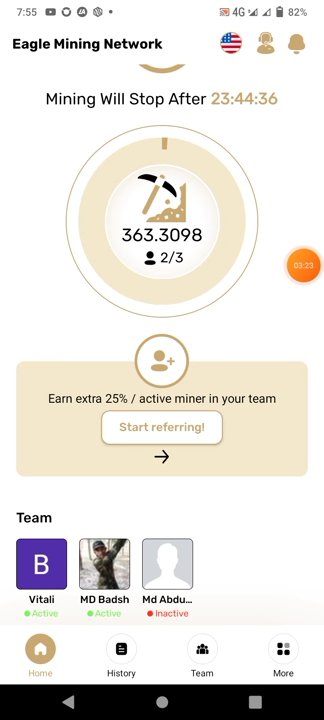 7:55
4G
82%
Eagle Mining Network
Mining Will Stop After 23:44:36
363.3098
2/3
03:23
Earn extra 25% / active miner in your team
Start referring!
Team
B
Vitali
MD Badsh
Md Abdu...
Active
Active
Inactive
Home
History
Team
More